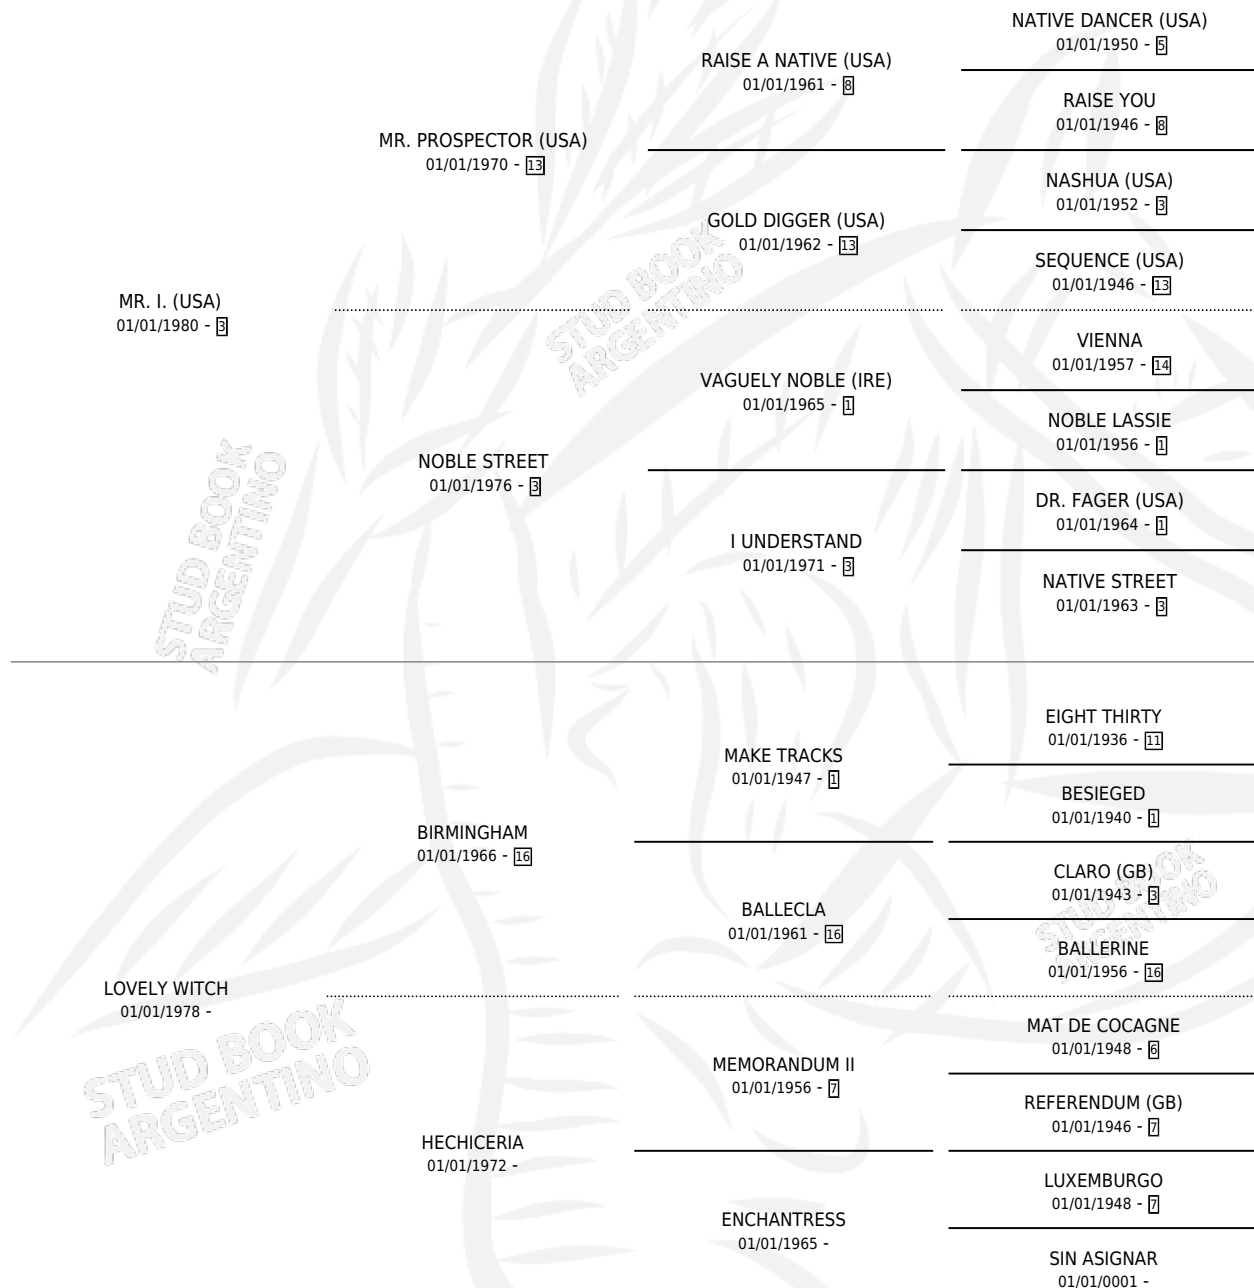 NATIVE DANCER (USA)
01/01/1950 - 5
RAISE A NATIVE (USA)
01/01/1961 - 8
RAISE YOU
01/01/1946 - 8
MR. PROSPECTOR (USA)
01/01/1970 - 13
NASHUA (USA)
01/01/1952 - 3
GOLD DIGGER (USA)
01/01/1962 - 13
SEQUENCE (USA)
01/01/1946 - 13
MR. I. (USA)
01/01/1980 - 3
STUD BOOK
ARGENTINO
VIENNA
01/01/1957 - 14
VAGUELY NOBLE (IRE)
01/01/1965 - 1
NOBLE LASSIE
01/01/1956 - 1
NOBLE STREET
01/01/1976 - 3
DR. FAGER (USA)
01/01/1964 - 1
I UNDERSTAND
01/01/1971 - 3
NATIVE STREET
01/01/1963 - 3
STUD BOOK
ARGENTINO
EIGHT THIRTY
01/01/1936 - 11
MAKE TRACKS
01/01/1947 - 1
BESIEGED
01/01/1940 - 1
BIRMINGHAM
01/01/1966 - 16
CLARO (GB)
01/01/1943 - 3
BALLECLA
01/01/1961 - 16
STUD BOOK
ARGENTINO
BALLERINE
01/01/1956 - 16
LOVELY WITCH
01/01/1978 -
MAT DE COCAGNE
01/01/1948 - 6
MEMORANDUM II
01/01/1956 - 7
STUD BOOK
ARGENTINO
REFERENDUM (GB)
01/01/1946 - 7
HECHICERIA
01/01/1972 -
LUXEMBURGO
01/01/1948 - 7
ENCHANTRESS
01/01/1965 -
SIN ASIGNAR
01/01/0001 -